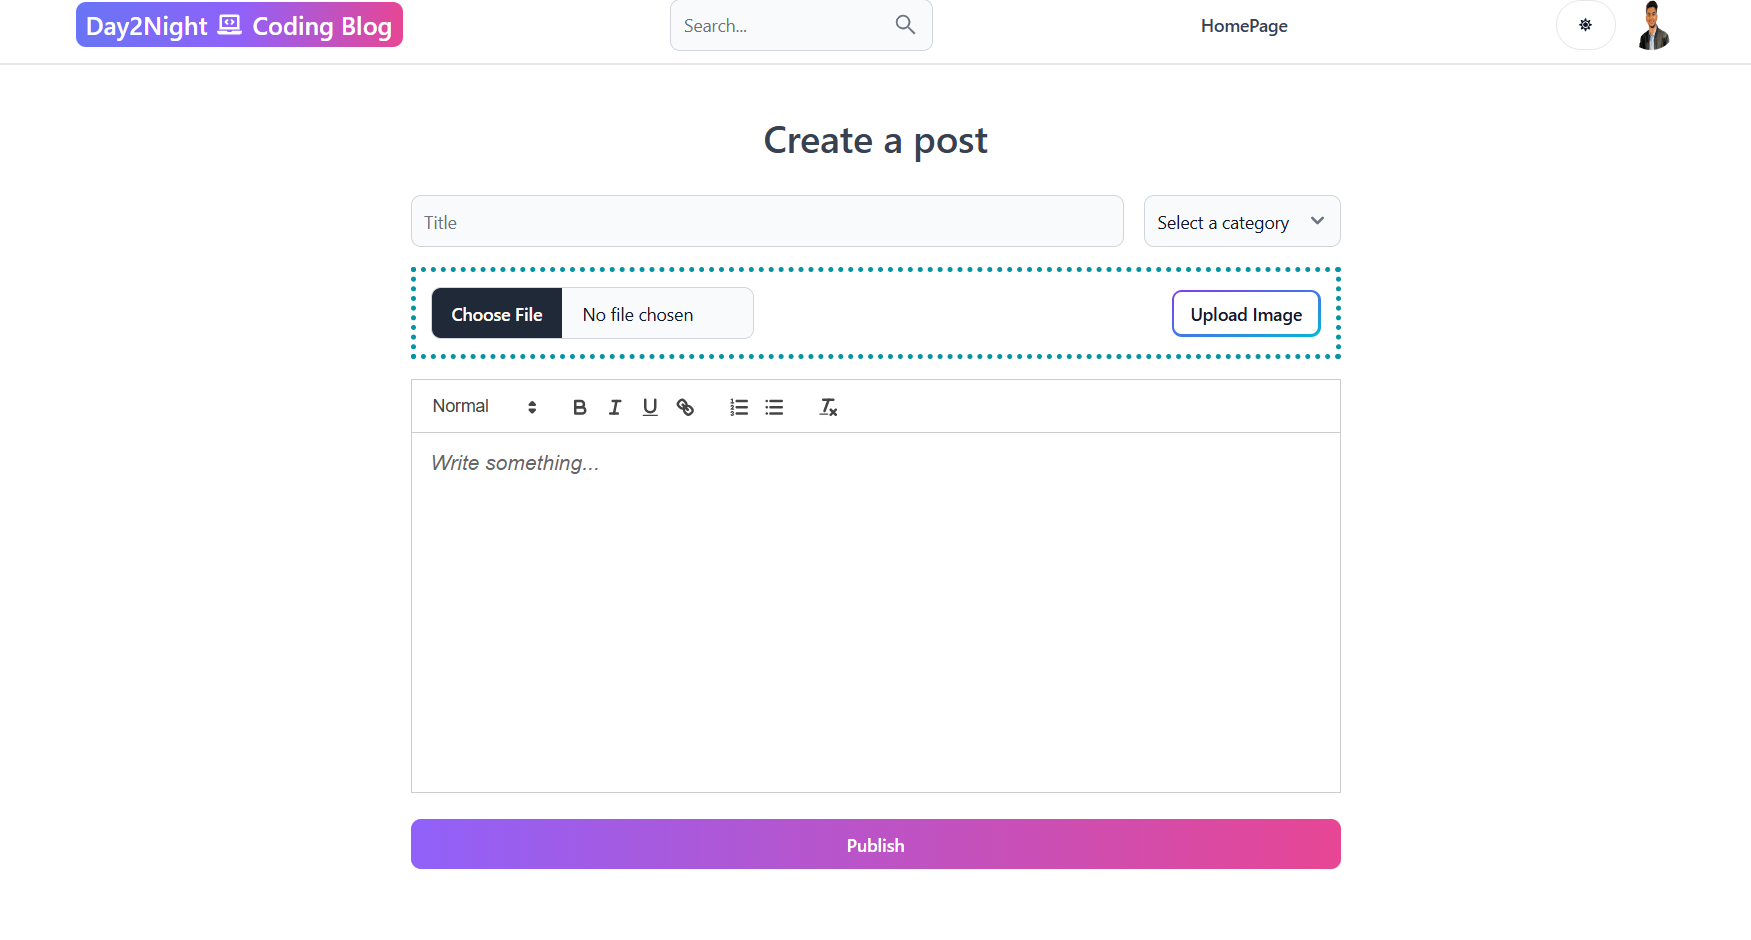 Day2Night Coding Blog
Search...
HomePage
Create a post
Title
Select a category
Choose File
No file chosen
Upload Image
Normal
Write something...
Publish